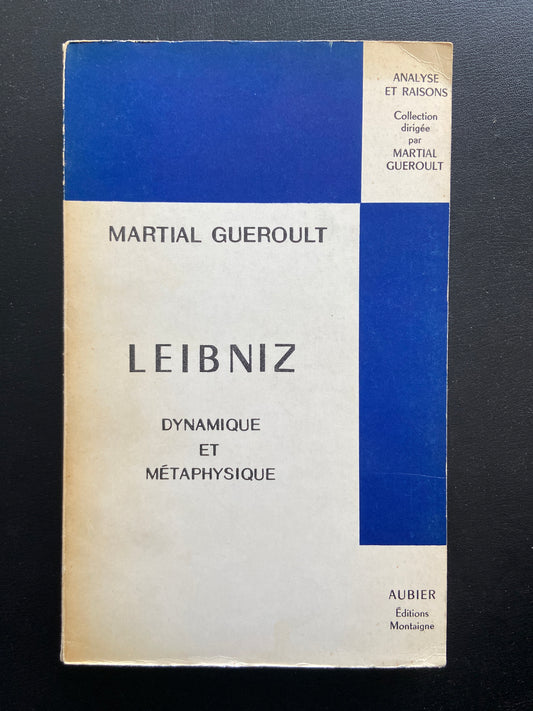 ANALYSE
ET RAISONS
Collection
dirigée
par
MARTIAL
GUEROULT
MARTIAL GUEROULT
LEIBNIZ
DYNAMIQUE
ET
MÉTAPHYSIQUE
AUBIER
Éditions
Montaigne